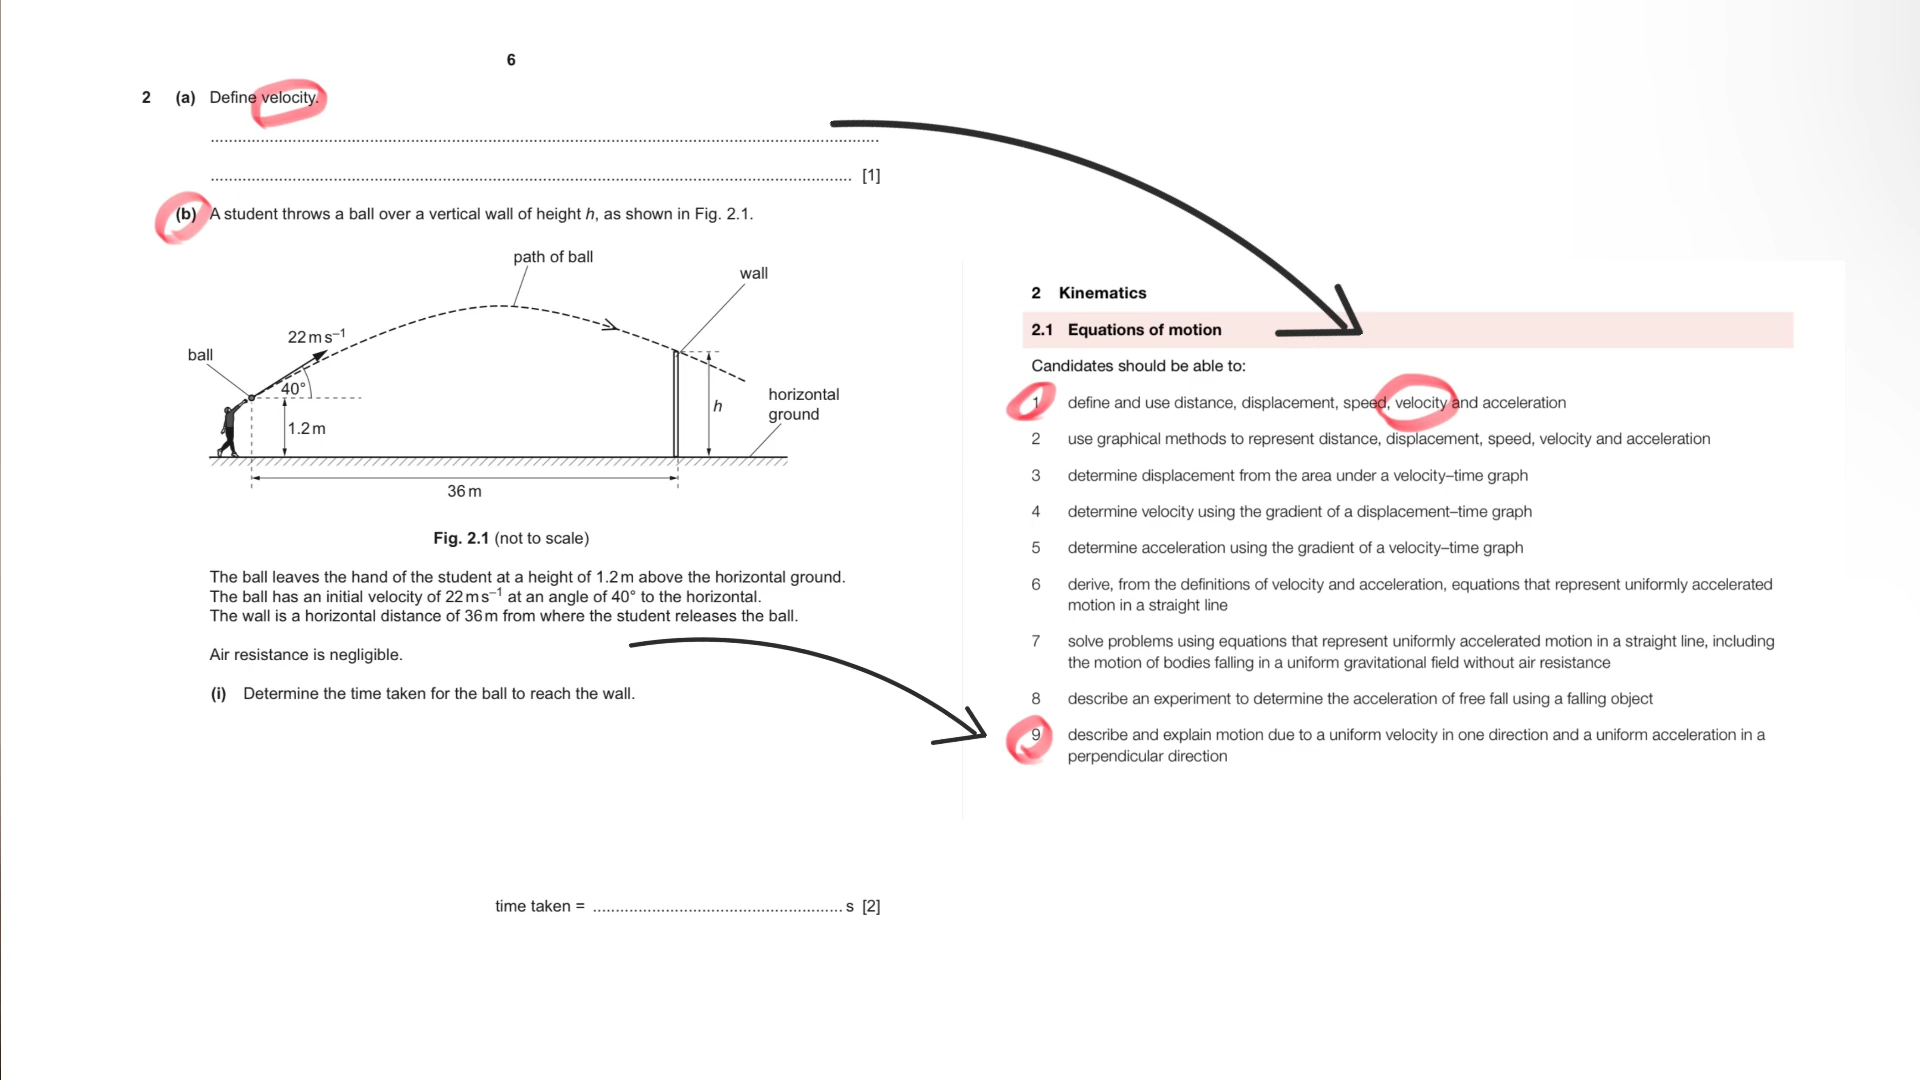 6
2 (a) Define velocity.
[1]
(b) A student throws a ball over a vertical wall of height h, as shown in Fig. 2.1.
path of ball
wall
22 m s⁻¹
ball
40°
1.2 m
h
horizontal
ground
36 m
Fig. 2.1 (not to scale)
The ball leaves the hand of the student at a height of 1.2 m above the horizontal ground.
The ball has an initial velocity of 22 m s⁻¹ at an angle of 40° to the horizontal.
The wall is a horizontal distance of 36 m from where the student releases the ball.
Air resistance is negligible.
(i) Determine the time taken for the ball to reach the wall.
time taken = ........................................................ s [2]
2 Kinematics
2.1 Equations of motion
Candidates should be able to:
1 define and use distance, displacement, speed, velocity and acceleration
2 use graphical methods to represent distance, displacement, speed, velocity and acceleration
3 determine displacement from the area under a velocity–time graph
4 determine velocity using the gradient of a displacement–time graph
5 determine acceleration using the gradient of a velocity–time graph
6 derive, from the definitions of velocity and acceleration, equations that represent uniformly accelerated
motion in a straight line
7 solve problems using equations that represent uniformly accelerated motion in a straight line, including
the motion of bodies falling in a uniform gravitational field without air resistance
8 describe an experiment to determine the acceleration of free fall using a falling object
9 describe and explain motion due to a uniform velocity in one direction and a uniform acceleration in a
perpendicular direction